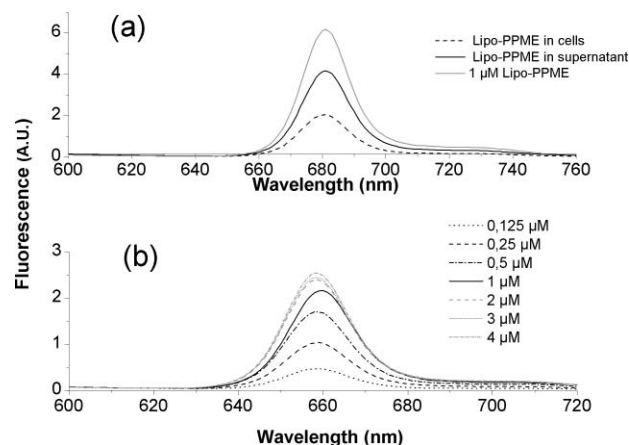 (a)
Lipo-PPME in cells
Lipo-PPME in supernatant
1 µM Lipo-PPME
6
4
2
0
600 620 640 660 680 700 720 740 760
Wavelength (nm)
Fluorescence (A.U.)
(b)
0,125 µM
0,25 µM
0,5 µM
1 µM
2 µM
3 µM
4 µM
3
2
1
0
600 620 640 660 680 700 720
Wavelength (nm)